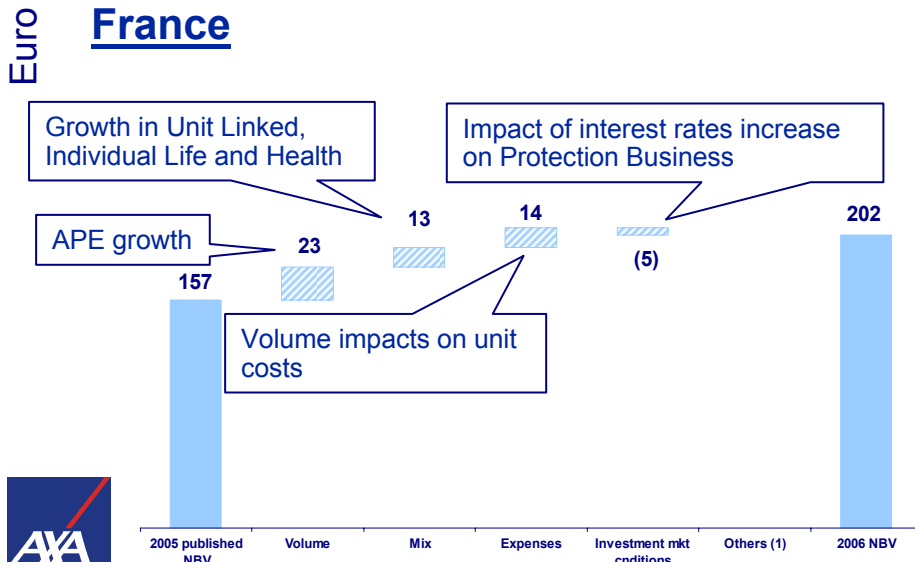 Euro
France
Growth in Unit Linked,
Individual Life and Health
Impact of interest rates increase
on Protection Business
APE growth
157
23
13
14
(5)
202
Volume impacts on unit
costs
AXA
2005 published
NBV
Volume
Mix
Expenses
Investment mkt
cnditions
Others (1)
2006 NBV